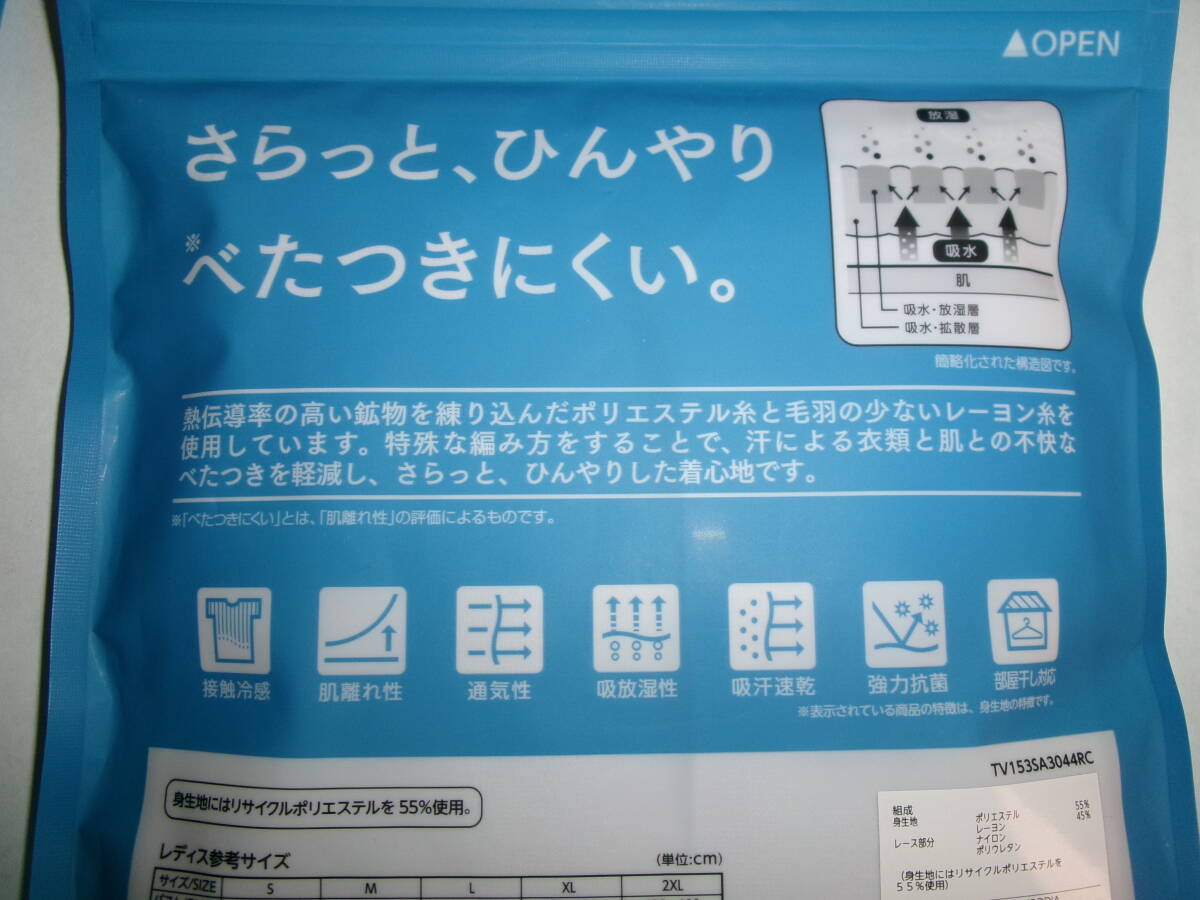 ▲OPEN
さらっと、ひんやり
※べたつきにくい。
放湿
吸水
肌
吸水・放湿層
吸水・拡散層
簡略化された構造図です。
熱伝導率の高い鉱物を練り込んだポリエステル糸と毛羽の少ないレーヨン糸を
使用しています。特殊な編み方をすることで、汗による衣類と肌との不快な
べたつきを軽減し、さらっと、ひんやりした着心地です。
※「べたつきにくい」とは、「肌離れ性」の評価によるものです。
接触冷感 肌離れ性 通気性 吸放湿性 吸汗速乾 強力抗菌 部屋干し対応
※表示されている商品の特徴は、身生地の特徴です。
TV153SA3044RC
身生地にはリサイクルポリエステルを55%使用。
レディス参考サイズ (単位:cm)
サイズ/SIZE S M L XL 2XL
組成
身生地 ポリエステル 55%
レーヨン 45%
レース部分 ナイロン
ポリウレタン
(身生地にはリサイクルポリエステルを
55%使用)